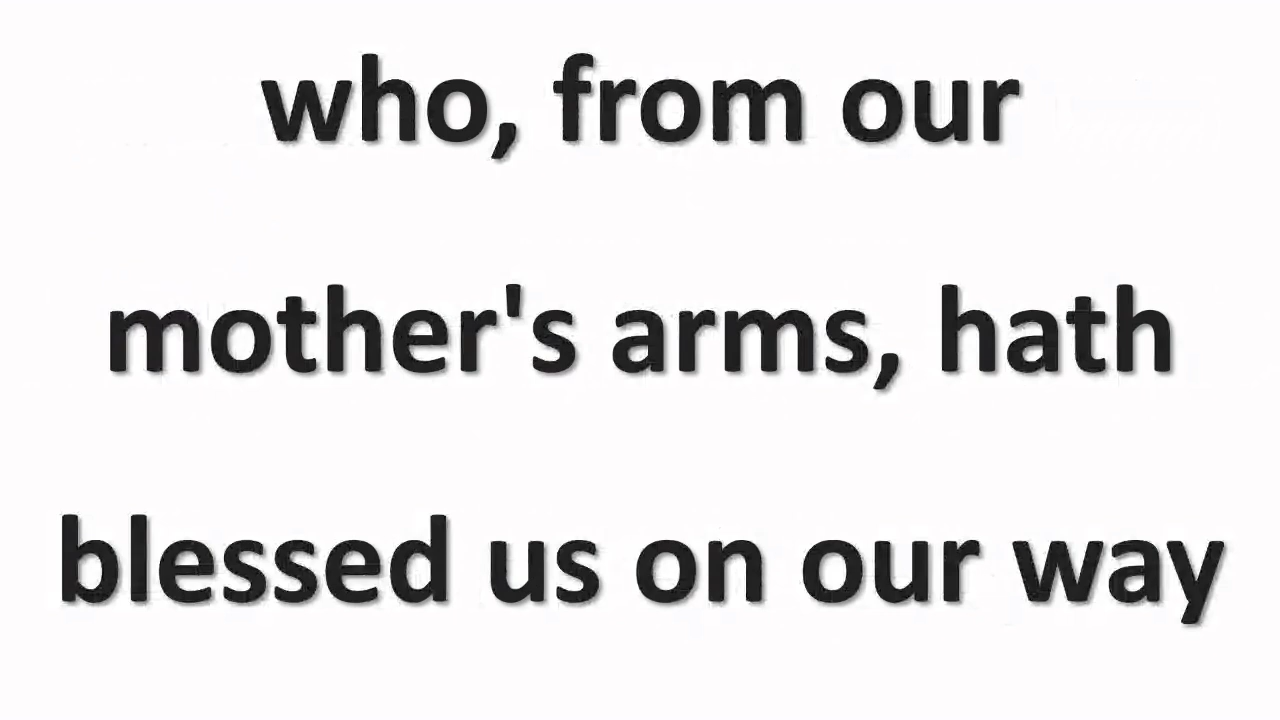 who, from our
mother's arms, hath
blessed us on our way